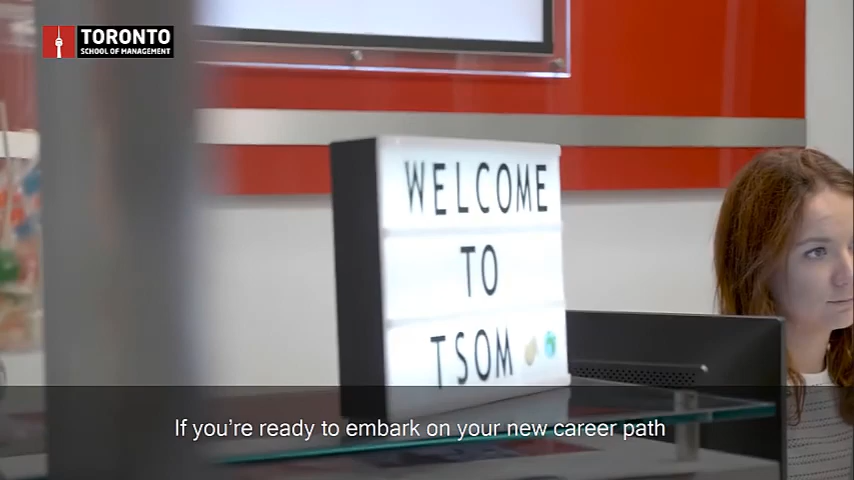 TORONTO
SCHOOL OF MANAGEMENT
WELCOME
TO
TSOM
If you're ready to embark on your new career path